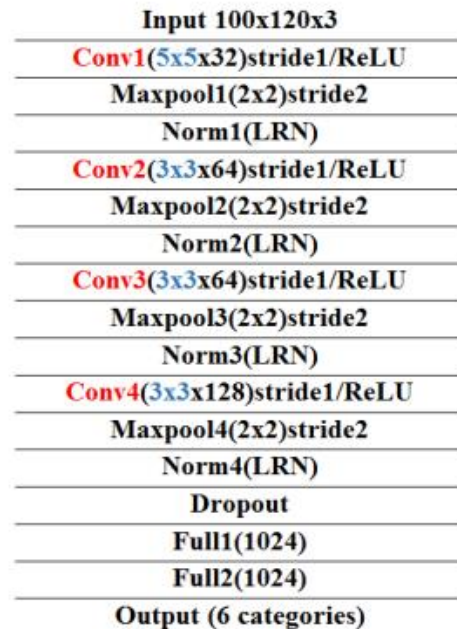 Input 100x120x3
Conv1(5x5x32)stride1/ReLU
Maxpool1(2x2)stride2
Norm1(LRN)
Conv2(3x3x64)stride1/ReLU
Maxpool2(2x2)stride2
Norm2(LRN)
Conv3(3x3x64)stride1/ReLU
Maxpool3(2x2)stride2
Norm3(LRN)
Conv4(3x3x128)stride1/ReLU
Maxpool4(2x2)stride2
Norm4(LRN)
Dropout
Full1(1024)
Full2(1024)
Output (6 categories)